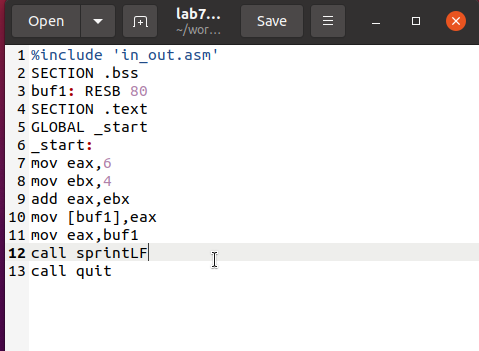 Open
lab7...
~/wor...
Save
1 %include 'in_out.asm'
2 SECTION .bss
3 buf1: RESB 80
4 SECTION .text
5 GLOBAL _start
6 _start:
7 mov eax,6
8 mov ebx,4
9 add eax,ebx
10 mov [buf1],eax
11 mov eax,buf1
12 call sprintLF
13 call quit